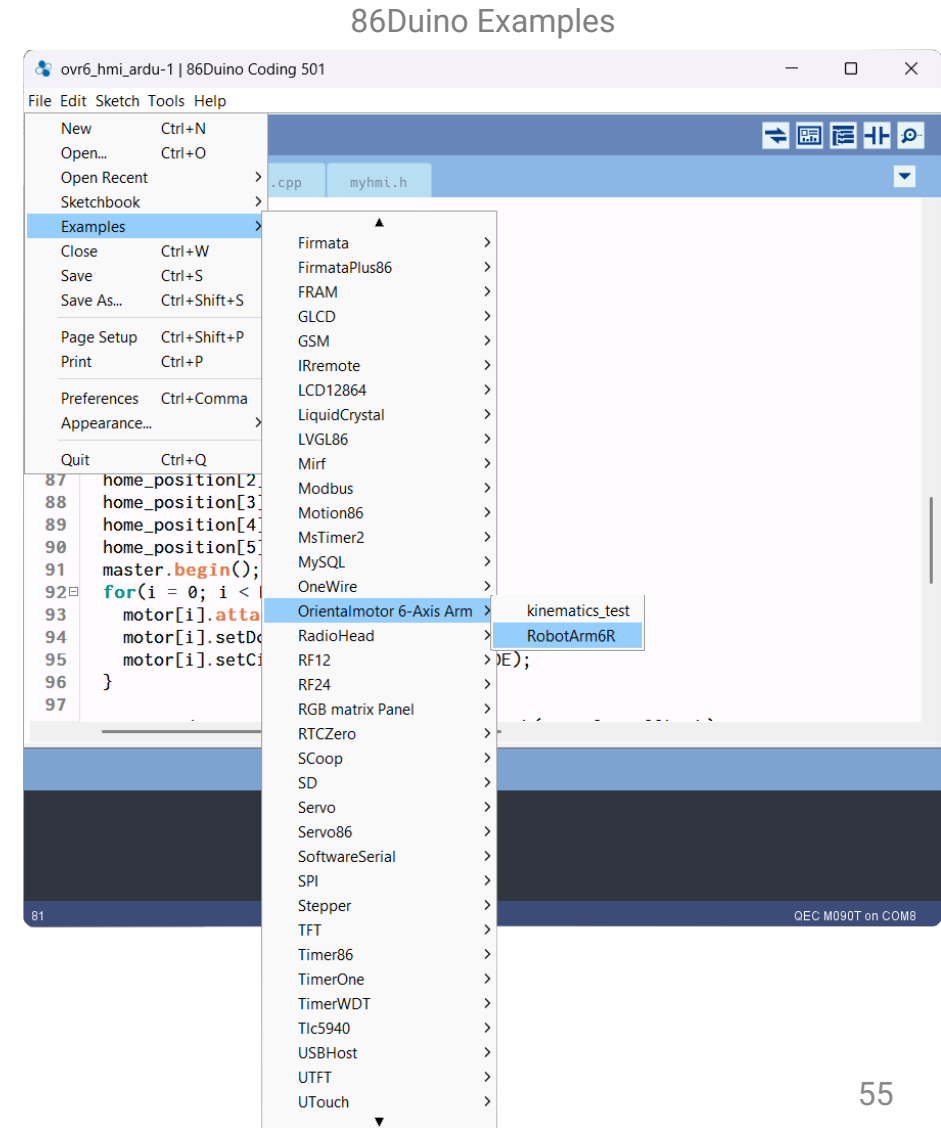 86Duino Examples
ovr6_hmi_ardu-1 | 86Duino Coding 501
File Edit Sketch Tools Help
New Ctrl+N
Open... Ctrl+O
Open Recent
Sketchbook
Examples
Close Ctrl+W
Save Ctrl+S
Save As... Ctrl+Shift+S
Page Setup Ctrl+Shift+P
Print Ctrl+P
Preferences Ctrl+Comma
Appearance...
Quit Ctrl+Q
.cpp myhmi.h
Firmata
FirmataPlus86
FRAM
GLCD
GSM
IRremote
LCD12864
LiquidCrystal
LVGL86
Mirf
Modbus
Motion86
MsTimer2
MySQL
OneWire
Orientalmotor 6-Axis Arm
RadioHead
RF12
RF24
RGB matrix Panel
RTCZero
SCoop
SD
Servo
Servo86
SoftwareSerial
SPI
Stepper
TFT
Timer86
TimerOne
TimerWDT
Tlc5940
USBHost
UTFT
UTouch
kinematics_test
RobotArm6R
87 home_position[2]
88 home_position[3]
89 home_position[4]
90 home_position[5]
91 master.begin();
92 for(i = 0; i <
93 motor[i].atta
94 motor[i].setD
95 motor[i].setCi E);
96 }
97
81 QEC M090T on COM8
55